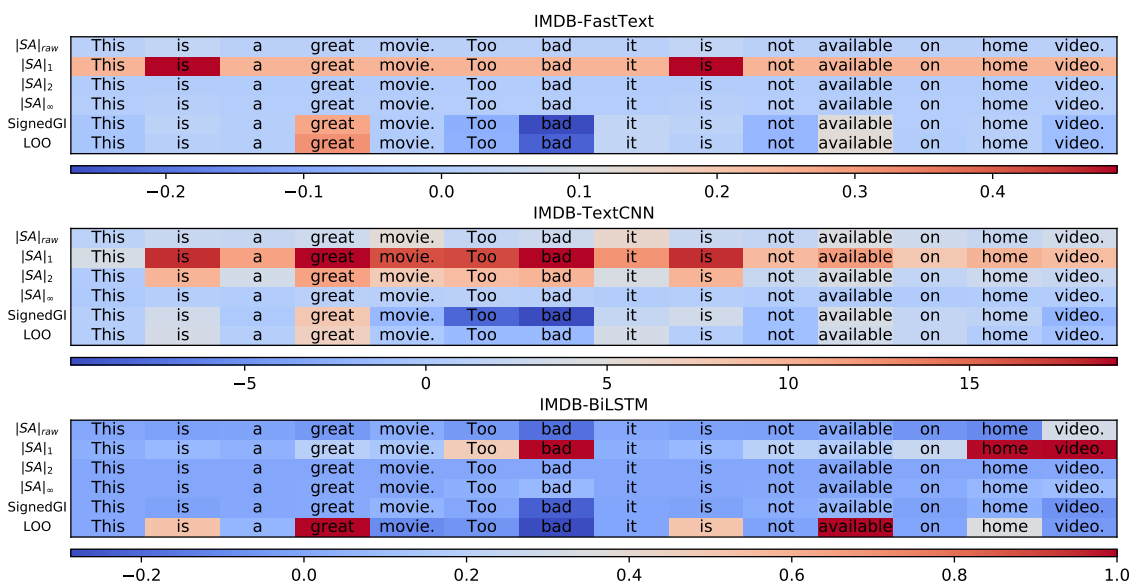 IMDB-FastText
|SA|raw This is a great movie. Too bad it is not available on home video.
|SA|1 This is a great movie. Too bad it is not available on home video.
|SA|2 This is a great movie. Too bad it is not available on home video.
|SA|∞ This is a great movie. Too bad it is not available on home video.
SignedGI This is a great movie. Too bad it is not available on home video.
LOO This is a great movie. Too bad it is not available on home video.
−0.2 −0.1 0.0 0.1 0.2 0.3 0.4
IMDB-TextCNN
|SA|raw This is a great movie. Too bad it is not available on home video.
|SA|1 This is a great movie. Too bad it is not available on home video.
|SA|2 This is a great movie. Too bad it is not available on home video.
|SA|∞ This is a great movie. Too bad it is not available on home video.
SignedGI This is a great movie. Too bad it is not available on home video.
LOO This is a great movie. Too bad it is not available on home video.
−5 0 5 10 15
IMDB-BiLSTM
|SA|raw This is a great movie. Too bad it is not available on home video.
|SA|1 This is a great movie. Too bad it is not available on home video.
|SA|2 This is a great movie. Too bad it is not available on home video.
|SA|∞ This is a great movie. Too bad it is not available on home video.
SignedGI This is a great movie. Too bad it is not available on home video.
LOO This is a great movie. Too bad it is not available on home video.
−0.2 0.0 0.2 0.4 0.6 0.8 1.0